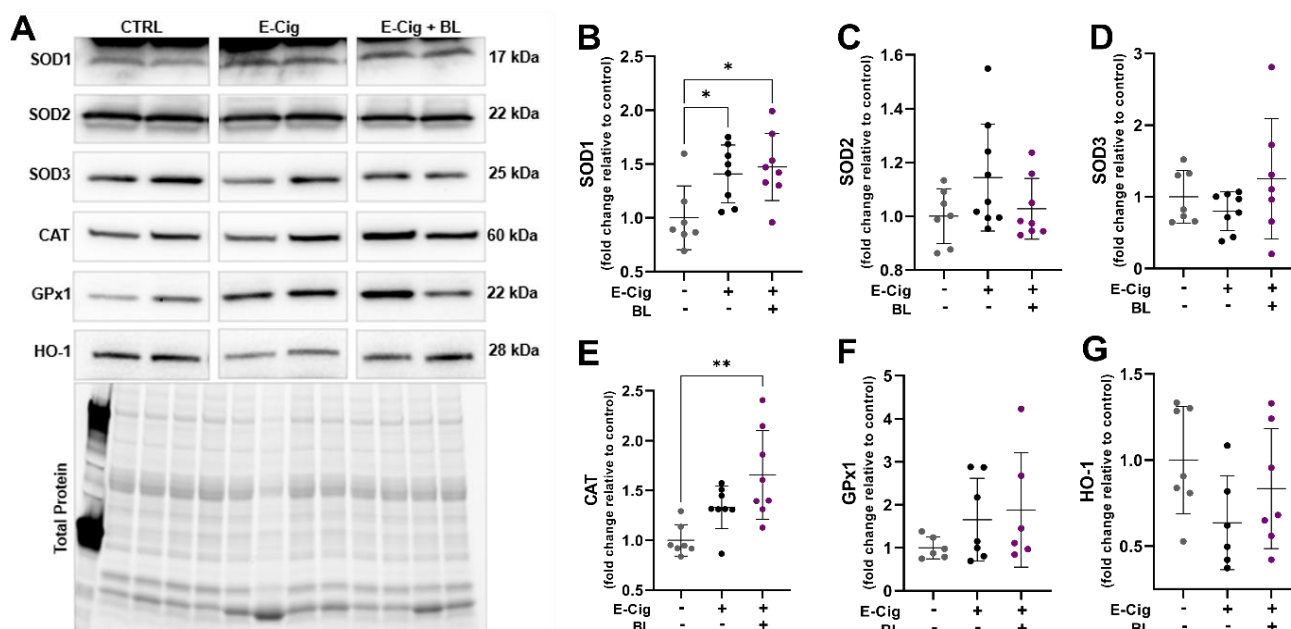 A
CTRL E-Cig E-Cig + BL
SOD1 17 kDa
SOD2 22 kDa
SOD3 25 kDa
CAT 60 kDa
GPx1 22 kDa
HO-1 28 kDa
Total Protein
B
SOD1
(fold change relative to control)
2.5
2.0
1.5
1.0
0.5
*
*
E-Cig - + +
BL - - +
C
SOD2
(fold change relative to control)
1.6
1.4
1.2
1.0
0.8
- + +
- - +
D
SOD3
(fold change relative to control)
3
2
1
0
- + +
- - +
E
CAT
(fold change relative to control)
2.5
2.0
1.5
1.0
0.5
**
E-Cig - + +
BL - - +
F
GPx1
(fold change relative to control)
5
4
3
2
1
0
E-Cig - + +
BL - - +
G
HO-1
(fold change relative to control)
1.5
1.0
0.5
E-Cig - + +
BL - - +